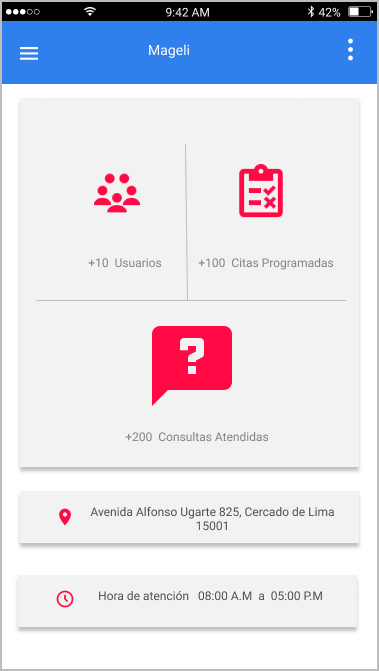 9:42 AM 42%
Mageli
+10 Usuarios +100 Citas Programadas
?
+200 Consultas Atendidas
Avenida Alfonso Ugarte 825, Cercado de Lima
15001
Hora de atención 08:00 A.M a 05:00 P.M